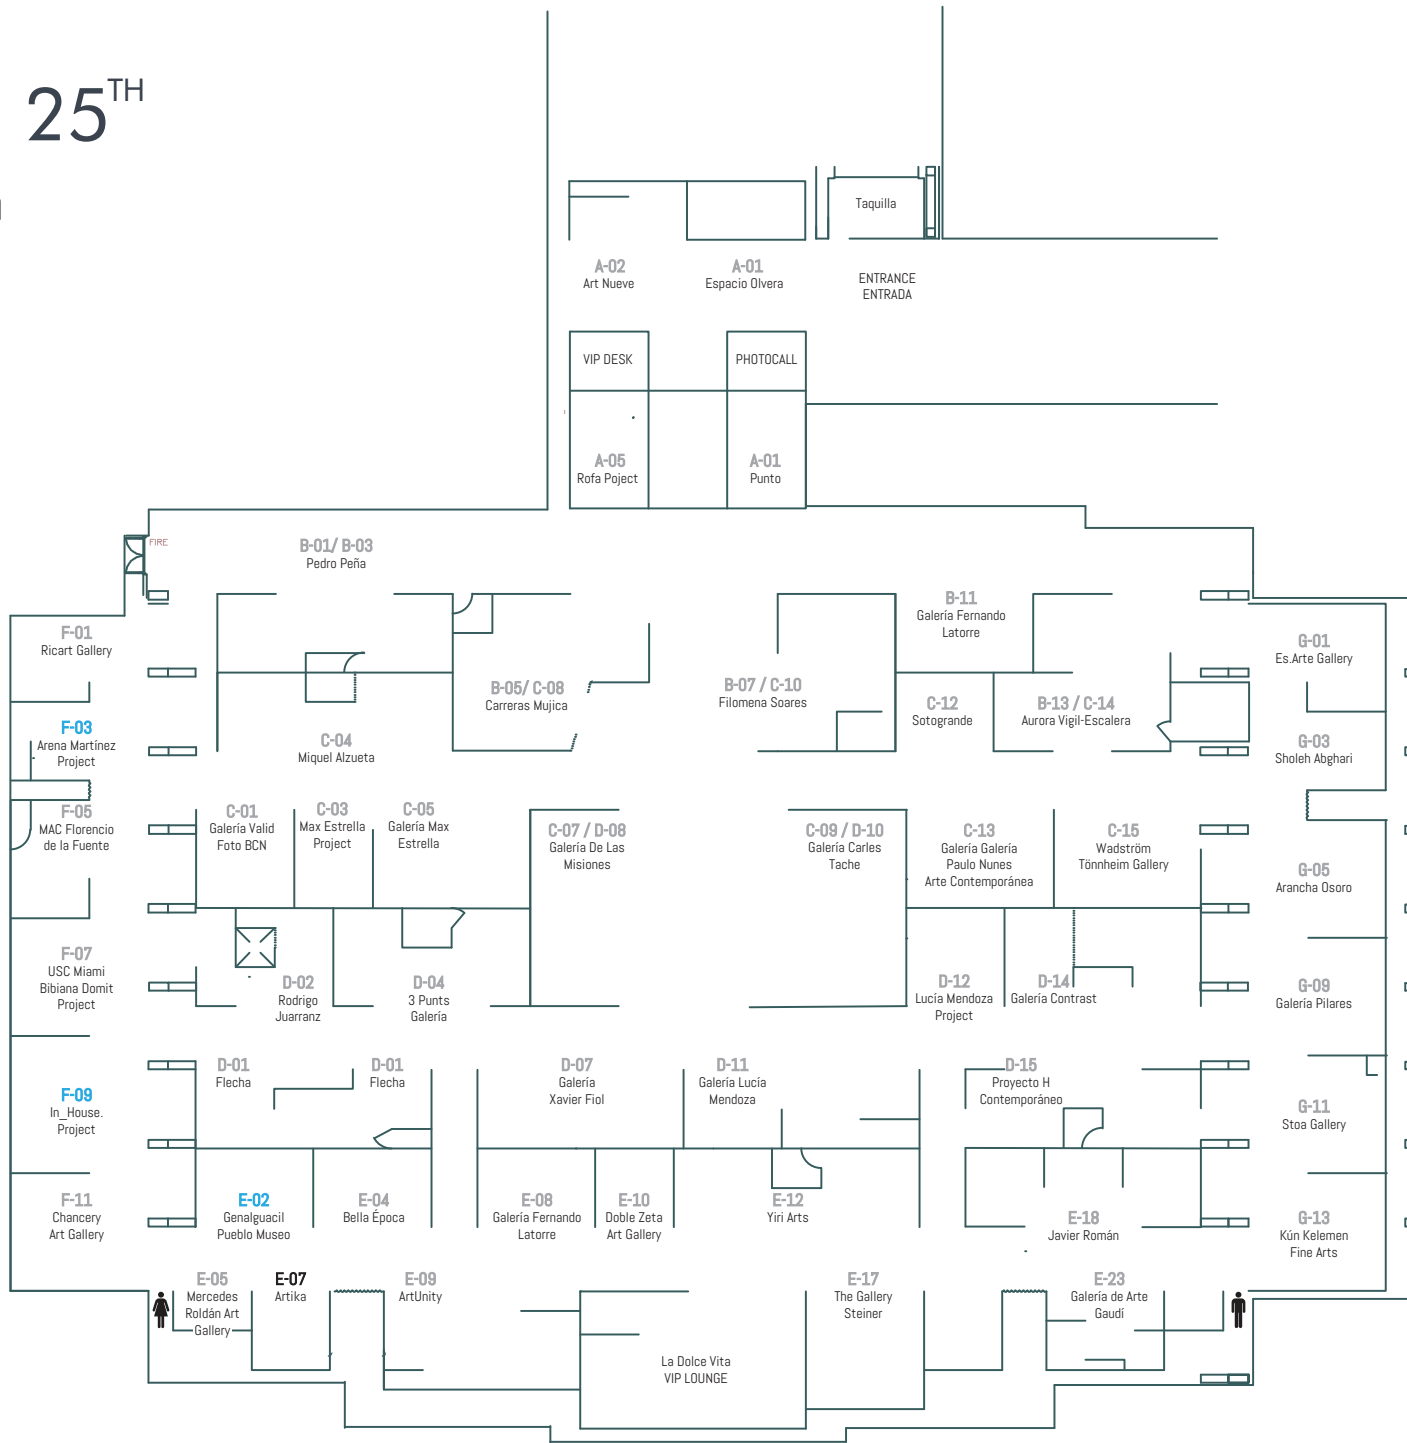 25TH
Taquilla
A-02
Art Nueve
A-01
Espacio Olvera
ENTRANCE
ENTRADA
VIP DESK
PHOTOCALL
A-05
Rofa Poject
A-01
Punto
FIRE
B-01/ B-03
Pedro Peña
B-11
Galería Fernando
Latorre
F-01
Ricart Gallery
G-01
Es.Arte Gallery
B-05/ C-08
Carreras Mujica
B-07 / C-10
Filomena Soares
C-12
Sotogrande
B-13 / C-14
Aurora Vigil-Escalera
F-03
Arena Martínez
Project
C-04
Miquel Alzueta
G-03
Sholeh Abghari
F-05
MAC Florencio
de la Fuente
C-01
Galería Valid
Foto BCN
C-03
Max Estrella
Project
C-05
Galería Max
Estrella
C-07 / D-08
Galería De Las
Misiones
C-09 / D-10
Galería Carles
Tache
C-13
Galería Galería
Paulo Nunes
Arte Contemporánea
C-15
Wadström
Tönnheim Gallery
G-05
Arancha Osoro
F-07
USC Miami
Bibiana Domit
Project
D-02
Rodrigo
Juarranz
D-04
3 Punts
Galería
D-12
Lucía Mendoza
Project
D-14
Galería Contrast
G-09
Galería Pilares
F-09
In_House.
Project
D-01
Flecha
D-01
Flecha
D-07
Galería
Xavier Fiol
D-11
Galería Lucía
Mendoza
D-15
Proyecto H
Contemporáneo
G-11
Stoa Gallery
F-11
Chancery
Art Gallery
E-02
Genalguacil
Pueblo Museo
E-04
Bella Época
E-08
Galería Fernando
Latorre
E-10
Doble Zeta
Art Gallery
E-12
Yiri Arts
E-18
Javier Román
G-13
Kún Kelemen
Fine Arts
E-05
Mercedes
Roldán Art
Gallery
E-07
Artika
E-09
ArtUnity
E-17
The Gallery
Steiner
E-23
Galería de Arte
Gaudí
La Dolce Vita
VIP LOUNGE